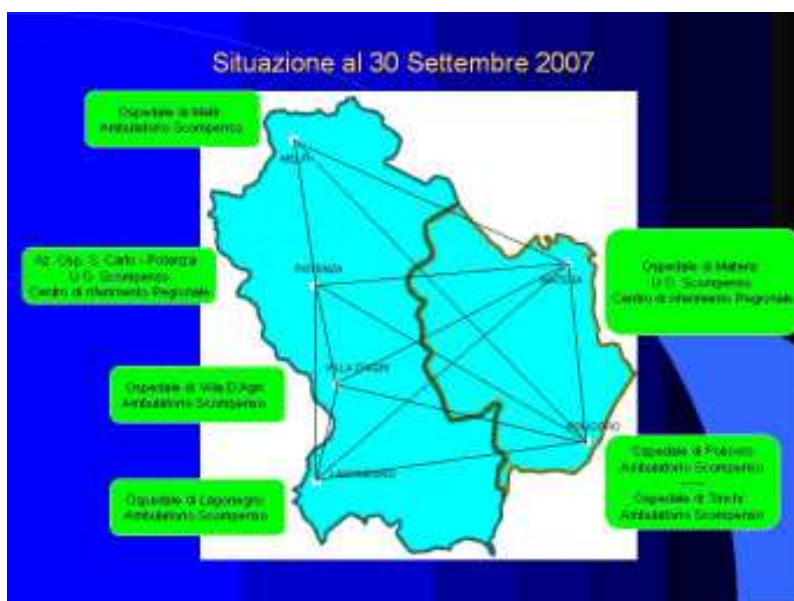 Situazione al 30 Settembre 2007
Ospedale di Melfi
Ambulatorio Scompenso
MELFI
Az. Osp. S. Carlo - Potenza
U.O. Scompenso
Centro di riferimento Regionale
POTENZA
MATERA
Ospedale di Matera
U.O. Scompenso
Centro di riferimento Regionale
VILLA D'AGRI
Ospedale di Villa D'Agri
Ambulatorio Scompenso
POLICORO
Ospedale di Policoro
Ambulatorio Scompenso
-----
Ospedale di Tinchi
Ambulatorio Scompenso
LAGONEGRO
Ospedale di Lagonegro
Ambulatorio Scompenso